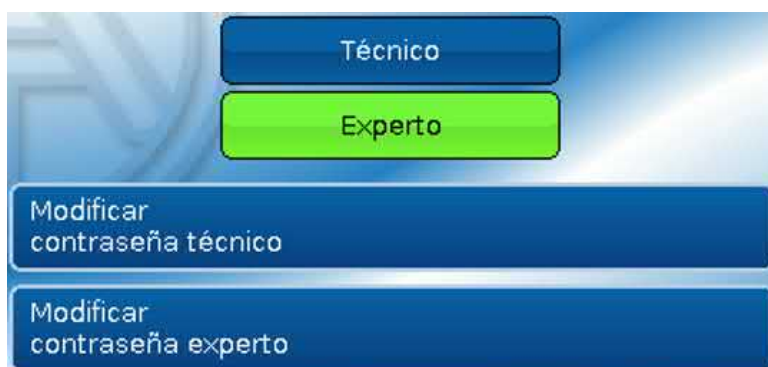 Técnico
Experto
Modificar
contraseña técnico
Modificar
contraseña experto